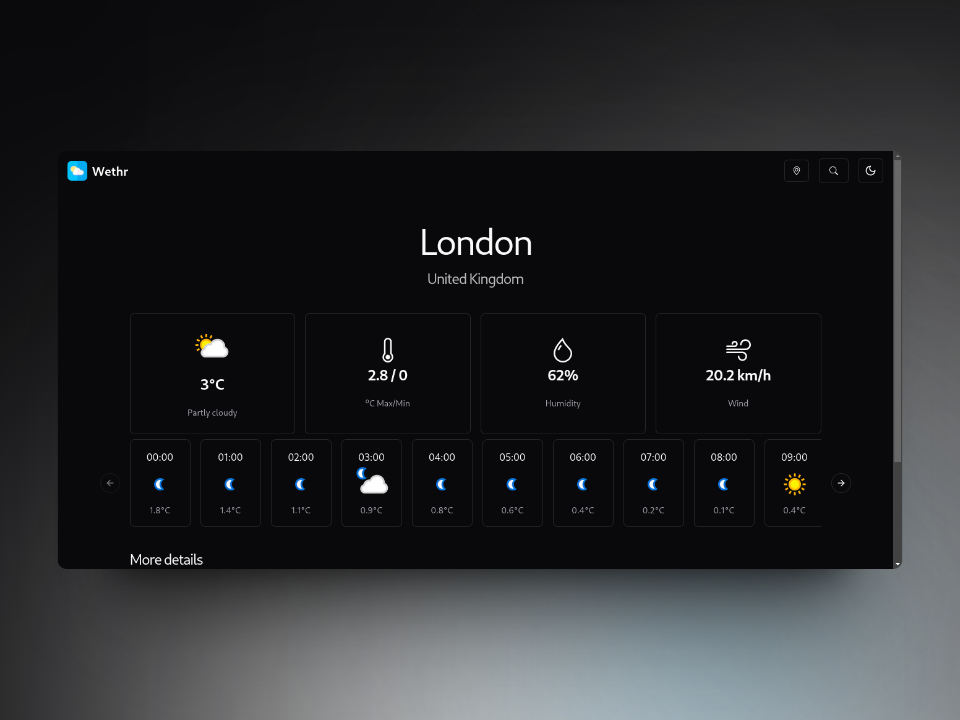 Wethr
London
United Kingdom
3°C
Partly cloudy
2.8 / 0
°C Max/Min
62%
Humidity
20.2 km/h
Wind
00:00 01:00 02:00 03:00 04:00 05:00 06:00 07:00 08:00 09:00
1.8°C 1.4°C 1.1°C 0.9°C 0.8°C 0.6°C 0.4°C 0.2°C 0.1°C 0.4°C
More details